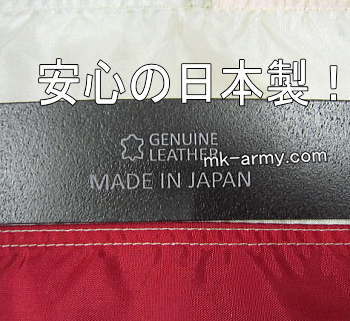 安心の日本製！
GENUINE
LEATHER
mk-army.com
MADE IN JAPAN